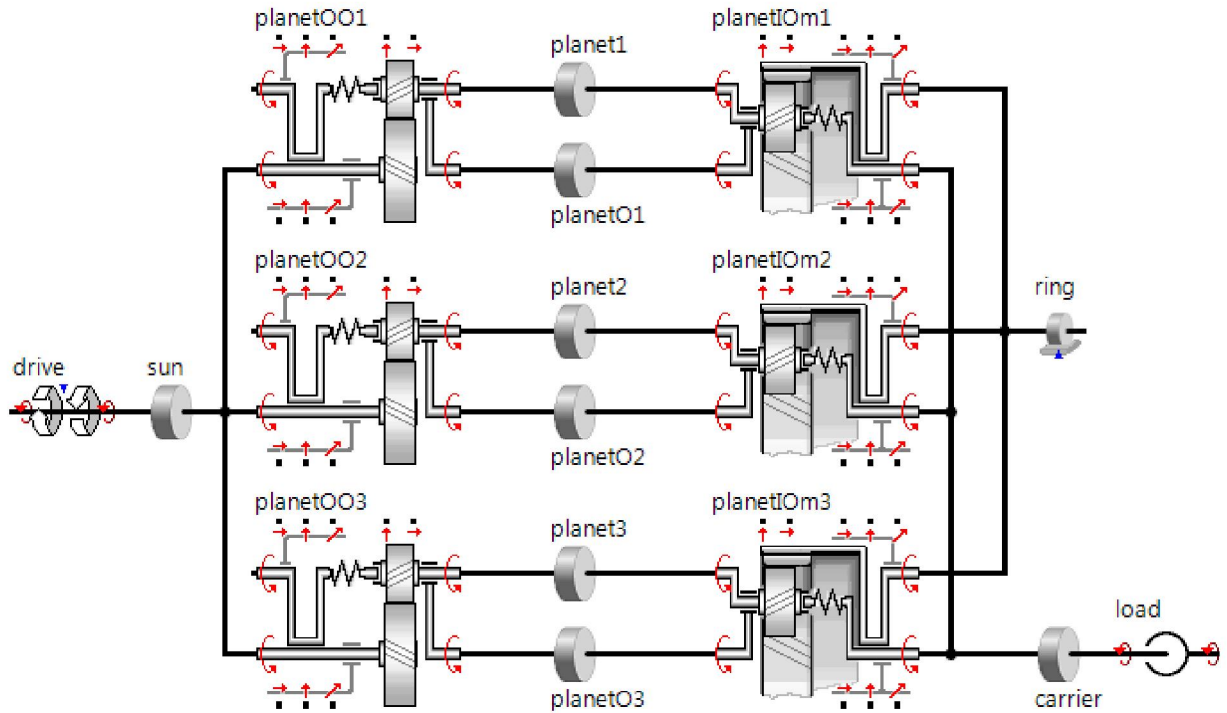 planetOO1
planet1
planetIOm1
planetO1
planetOO2
planet2
planetIOm2
ring
drive
sun
planetO2
planetOO3
planet3
planetIOm3
load
planetO3
carrier